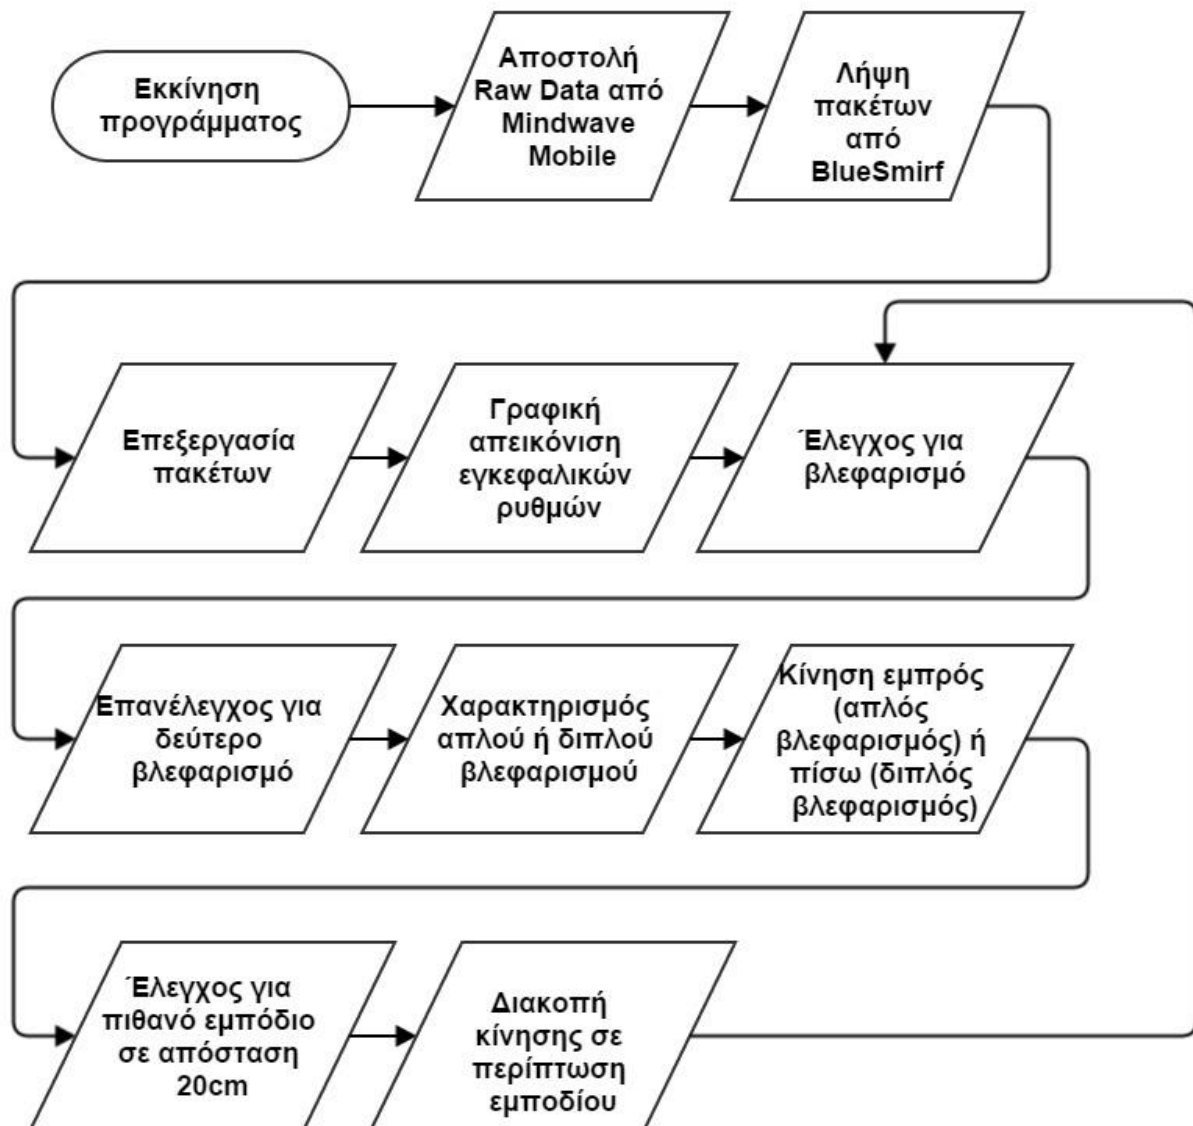 Εκκίνηση
προγράμματος
Αποστολή
Raw Data από
Mindwave
Mobile
Λήψη
πακέτων
από
BlueSmirf
Επεξεργασία
πακέτων
Γραφική
απεικόνιση
εγκεφαλικών
ρυθμών
Έλεγχος για
βλεφαρισμό
Επανέλεγχος για
δεύτερο
βλεφαρισμό
Χαρακτηρισμός
απλού ή διπλού
βλεφαρισμού
Κίνηση εμπρός
(απλός
βλεφαρισμός) ή
πίσω (διπλός
βλεφαρισμός)
Έλεγχος για
πιθανό εμπόδιο
σε απόσταση
20cm
Διακοπή
κίνησης σε
περίπτωση
εμποδίου